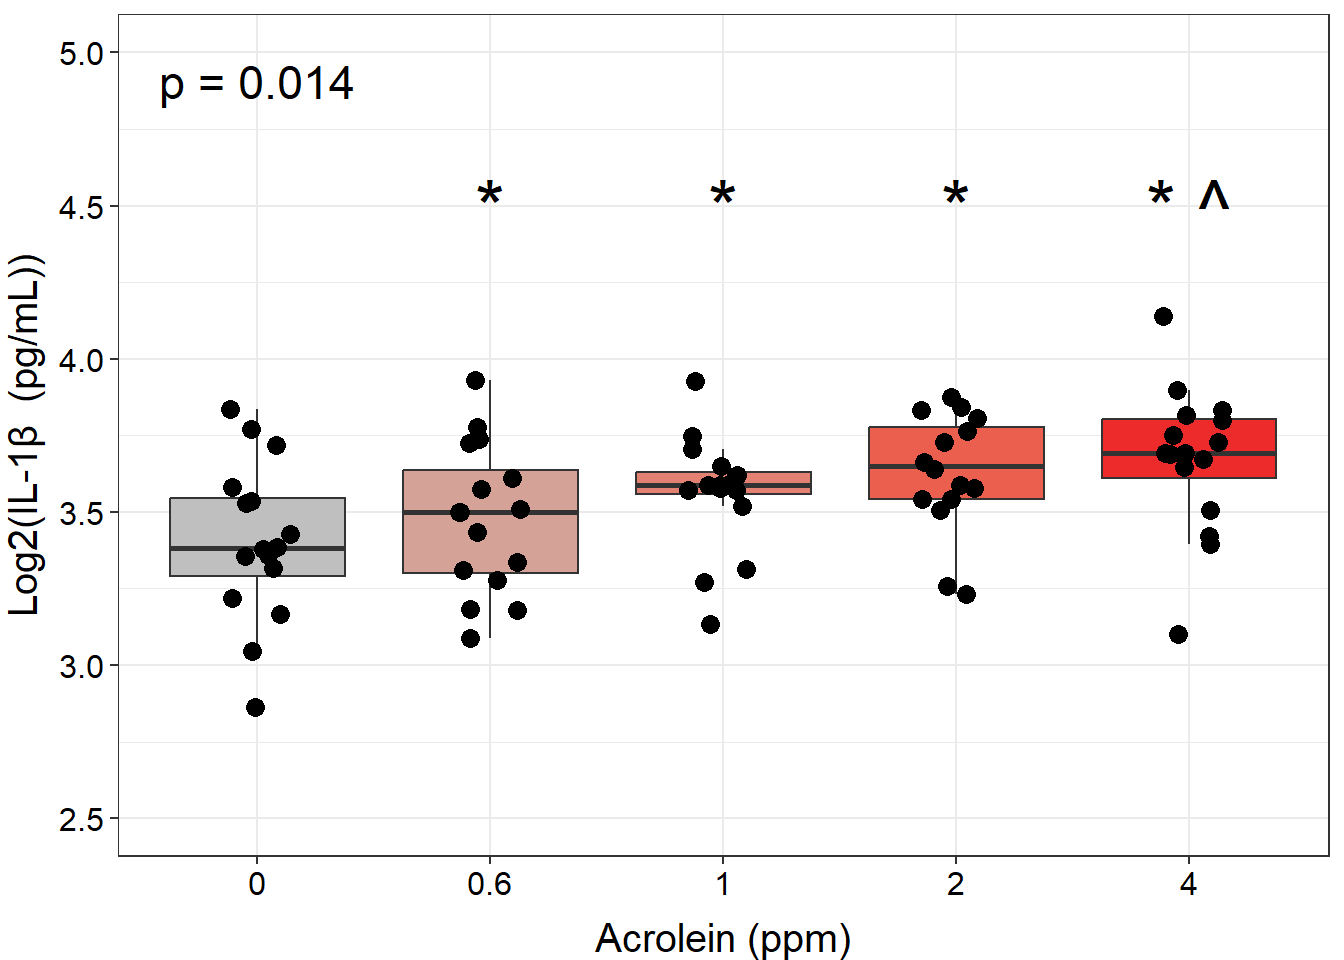 p = 0.014
* * * * ^
5.0
4.5
4.0
3.5
3.0
2.5
Log2(IL-1β (pg/mL))
0 0.6 1 2 4
Acrolein (ppm)